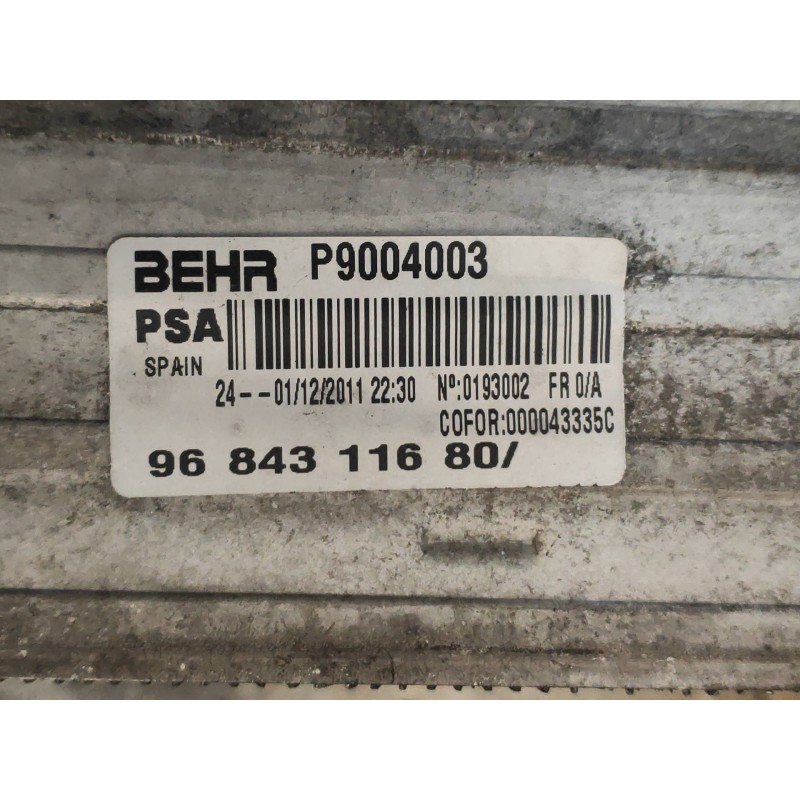 BEHR P9004003
PSA
SPAIN
24--01/12/2011 22:30 Nº:0193002 FR 0/A
COFOR:000043335C
96 843 116 80/